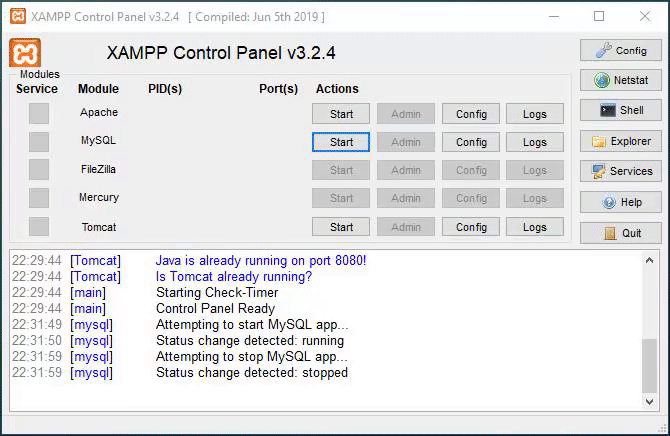 XAMPP Control Panel v3.2.4 [ Compiled: Jun 5th 2019 ]
XAMPP Control Panel v3.2.4
Config
Modules
Service Module PID(s) Port(s) Actions
Netstat
Apache Start Admin Config Logs
Shell
MySQL Start Admin Config Logs
Explorer
FileZilla Start Admin Config Logs
Services
Mercury Start Admin Config Logs
Help
Tomcat Start Admin Config Logs
Quit
22:29:44 [Tomcat] Java is already running on port 8080!
22:29:44 [Tomcat] Is Tomcat already running?
22:29:44 [main] Starting Check-Timer
22:29:44 [main] Control Panel Ready
22:31:49 [mysql] Attempting to start MySQL app...
22:31:50 [mysql] Status change detected: running
22:31:59 [mysql] Attempting to stop MySQL app...
22:31:59 [mysql] Status change detected: stopped